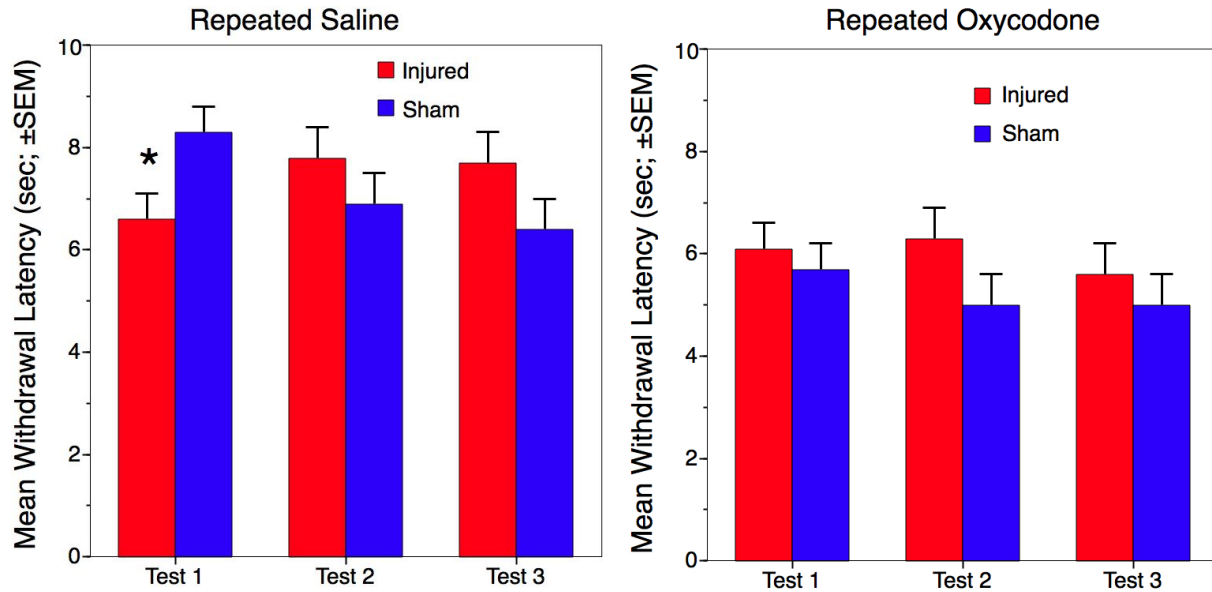 Repeated Saline
Mean Withdrawal Latency (sec; ±SEM)
10
8
6
4
2
0
Injured
Sham
*
Test 1
Test 2
Test 3
Repeated Oxycodone
Mean Withdrawal Latency (sec; ±SEM)
10
8
6
4
2
0
Injured
Sham
Test 1
Test 2
Test 3